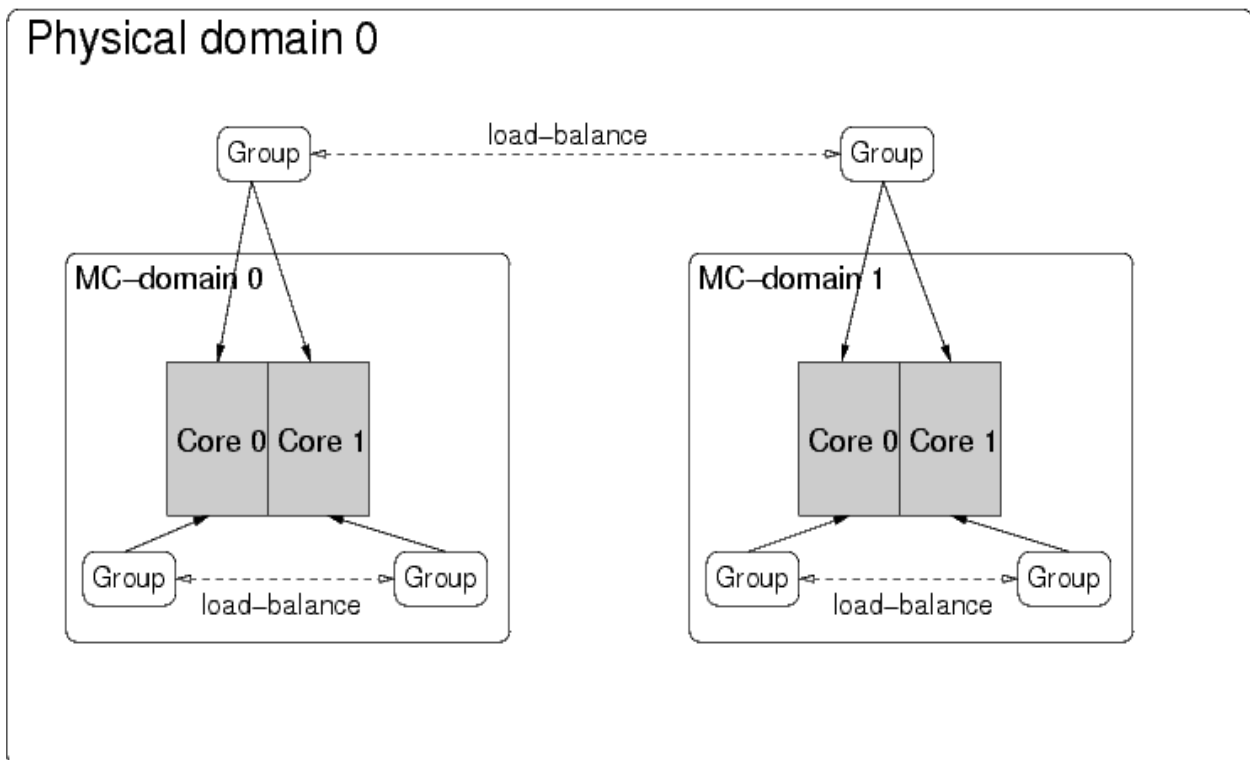 Physical domain 0
load-balance
Group
Group
MC-domain 0
MC-domain 1
Core 0
Core 1
Core 0
Core 1
Group
Group
load-balance
Group
Group
load-balance